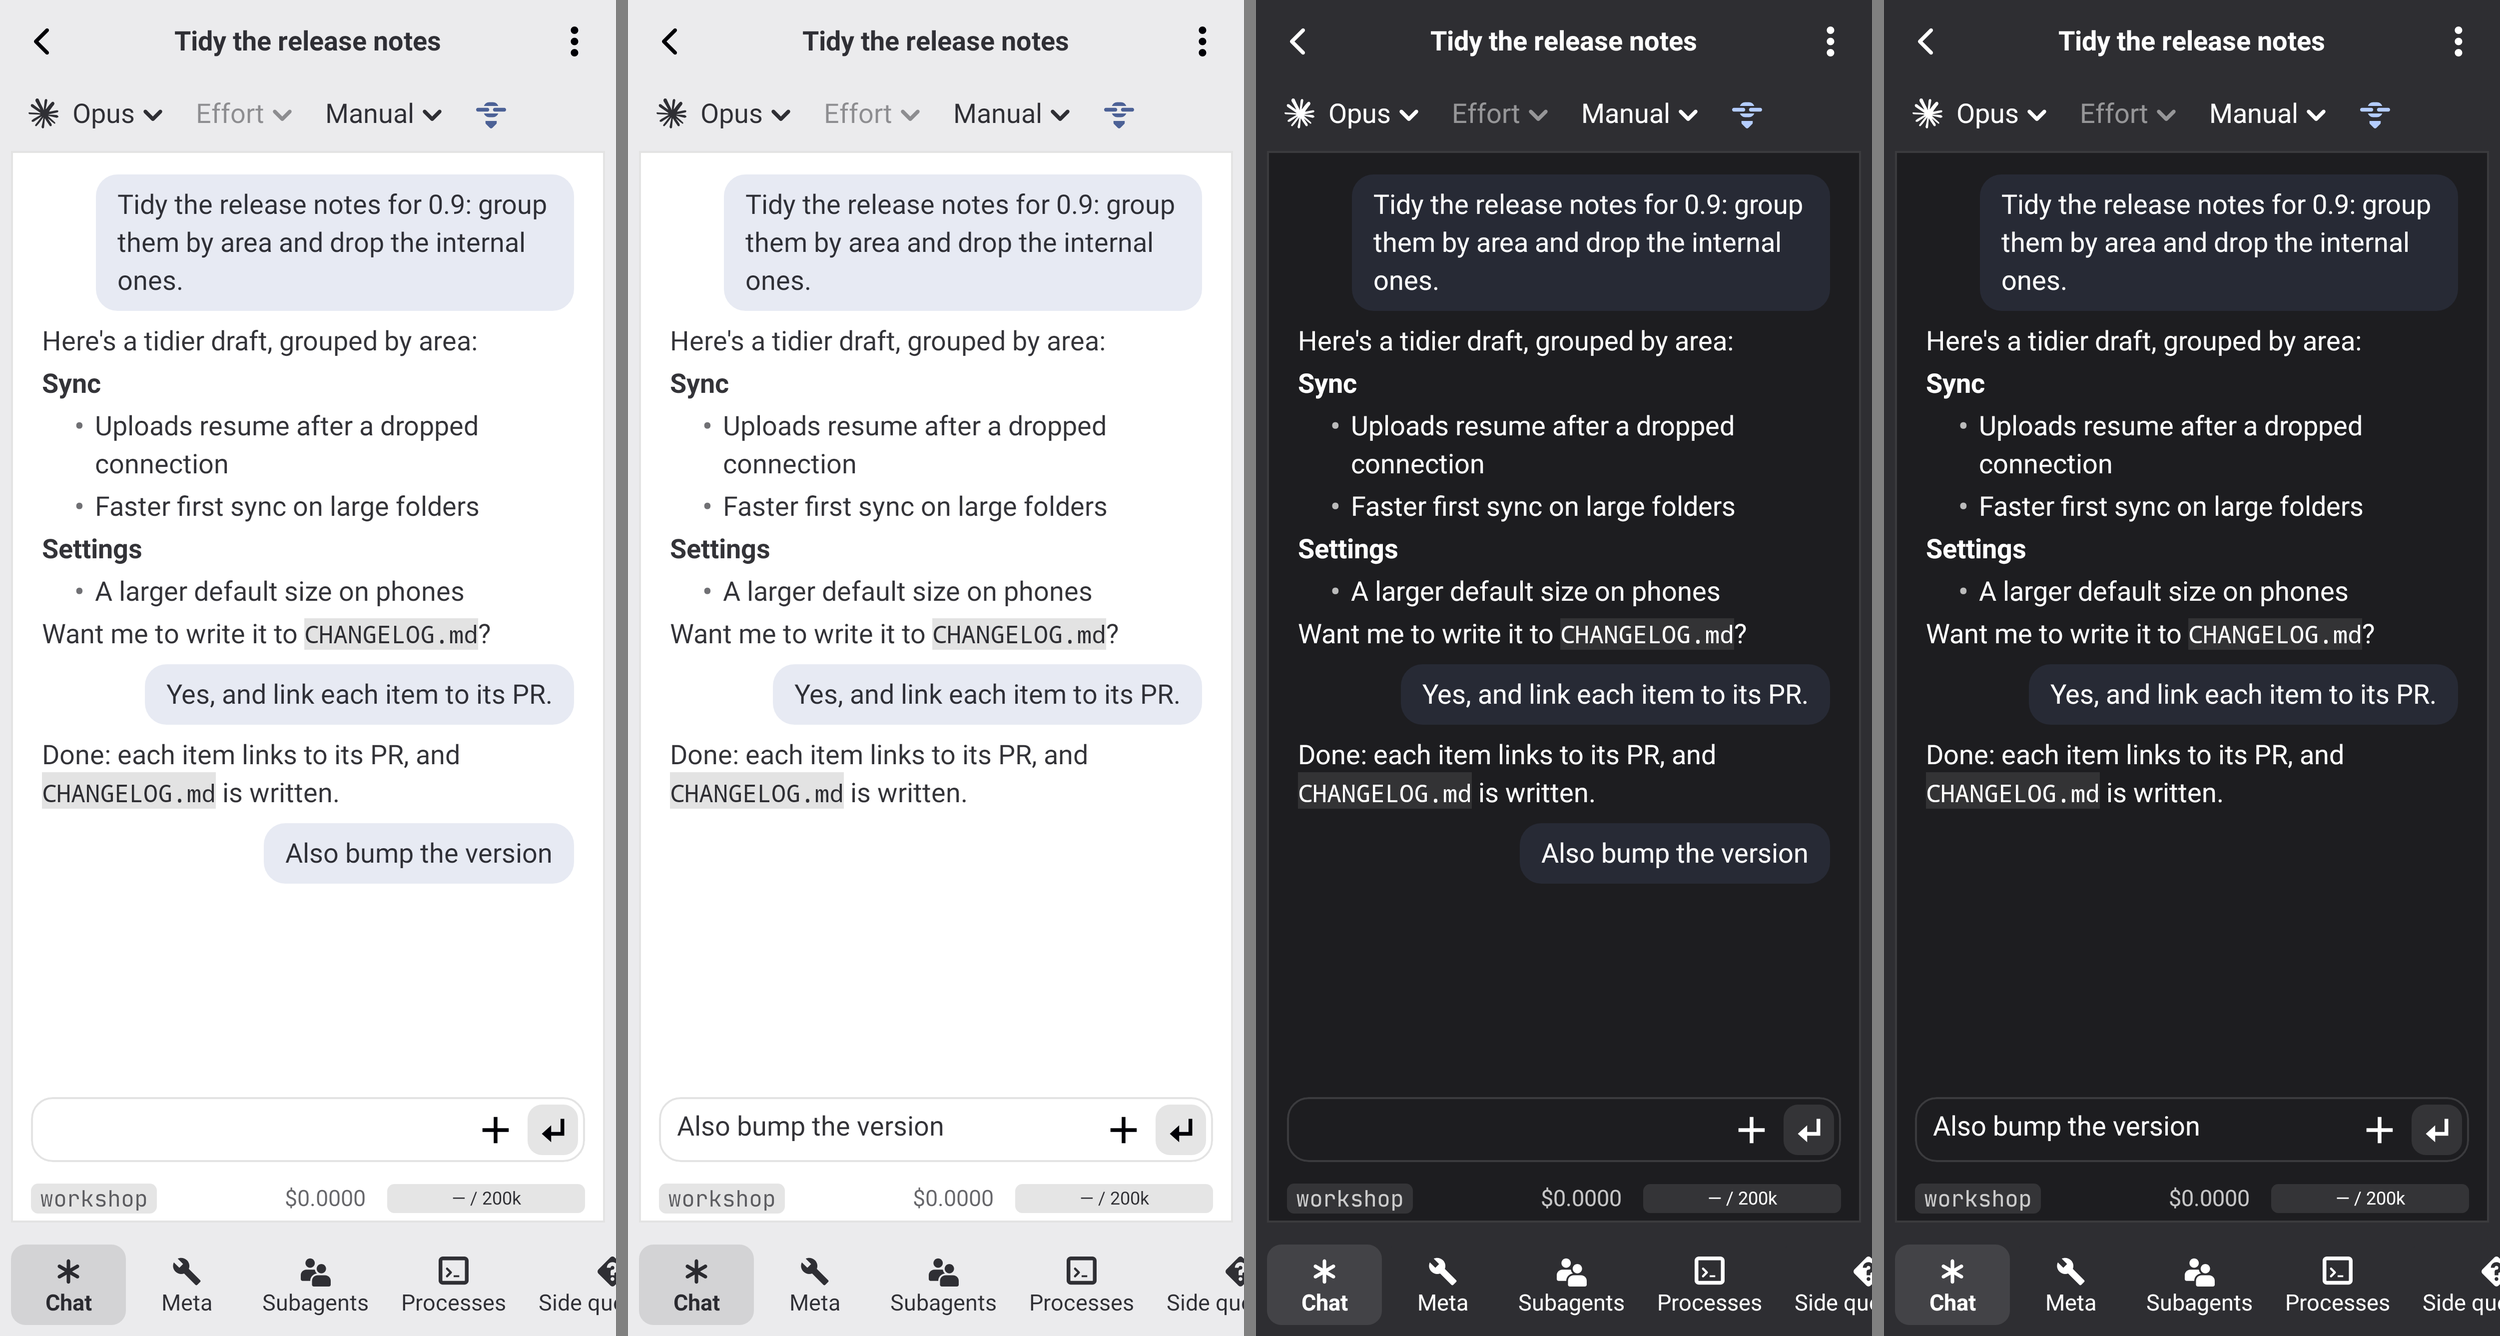 Tidy the release notes
Opus Effort Manual
Tidy the release notes for 0.9: group
them by area and drop the internal
ones.
Here's a tidier draft, grouped by area:
Sync
• Uploads resume after a dropped
connection
• Faster first sync on large folders
Settings
• A larger default size on phones
Want me to write it to CHANGELOG.md?
Yes, and link each item to its PR.
Done: each item links to its PR, and
CHANGELOG.md is written.
Also bump the version
workshop $0.0000 – / 200k
Chat Meta Subagents Processes Side que
Tidy the release notes
Opus Effort Manual
Tidy the release notes for 0.9: group
them by area and drop the internal
ones.
Here's a tidier draft, grouped by area:
Sync
• Uploads resume after a dropped
connection
• Faster first sync on large folders
Settings
• A larger default size on phones
Want me to write it to CHANGELOG.md?
Yes, and link each item to its PR.
Done: each item links to its PR, and
CHANGELOG.md is written.
Also bump the version
workshop $0.0000 – / 200k
Chat Meta Subagents Processes Side que
Tidy the release notes
Opus Effort Manual
Tidy the release notes for 0.9: group
them by area and drop the internal
ones.
Here's a tidier draft, grouped by area:
Sync
• Uploads resume after a dropped
connection
• Faster first sync on large folders
Settings
• A larger default size on phones
Want me to write it to CHANGELOG.md?
Yes, and link each item to its PR.
Done: each item links to its PR, and
CHANGELOG.md is written.
Also bump the version
workshop $0.0000 – / 200k
Chat Meta Subagents Processes Side que
Tidy the release notes
Opus Effort Manual
Tidy the release notes for 0.9: group
them by area and drop the internal
ones.
Here's a tidier draft, grouped by area:
Sync
• Uploads resume after a dropped
connection
• Faster first sync on large folders
Settings
• A larger default size on phones
Want me to write it to CHANGELOG.md?
Yes, and link each item to its PR.
Done: each item links to its PR, and
CHANGELOG.md is written.
Also bump the version
workshop $0.0000 – / 200k
Chat Meta Subagents Processes Side qu